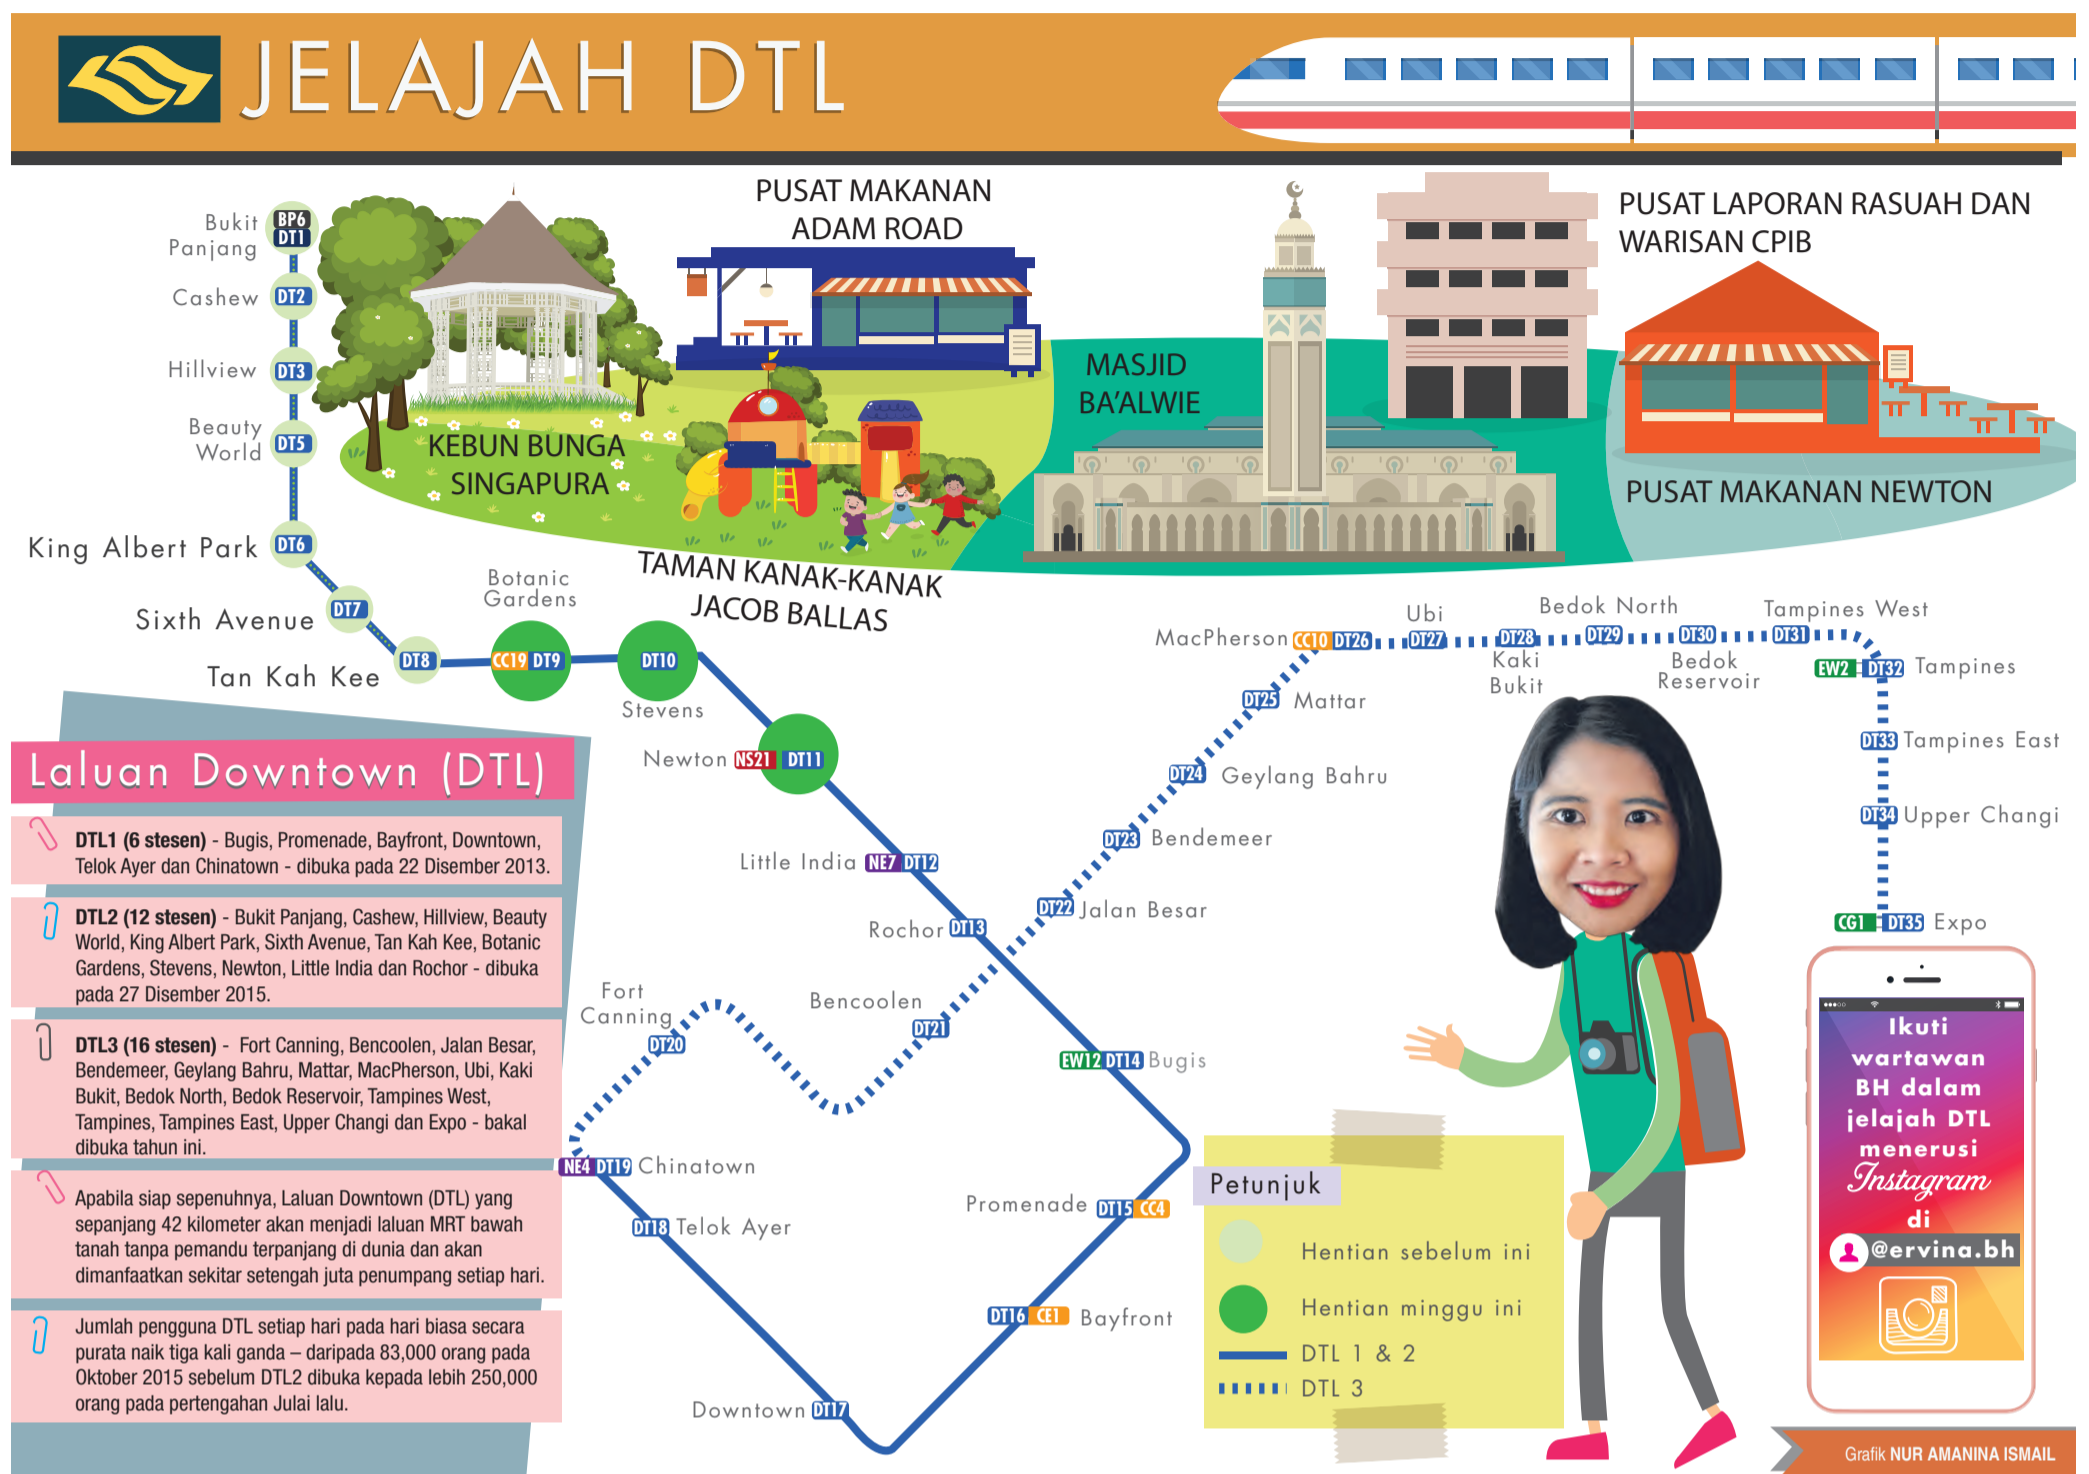 JELAJAH DTL
PUSAT MAKANAN
ADAM ROAD
PUSAT LAPORAN RASUAH DAN
WARISAN CPIB
MASJID
BA'ALWIE
KEBUN BUNGA
SINGAPURA
PUSAT MAKANAN NEWTON
TAMAN KANAK-KANAK
JACOB BALLAS
Bukit
Panjang
BP6
DT1
Cashew DT2
Hillview DT3
Beauty
World
DT5
King Albert Park DT6
Sixth Avenue DT7
Tan Kah Kee DT8
Botanic
Gardens
CC19 DT9
DT10
Stevens
Newton NS21 DT11
Little India NE7 DT12
Rochor DT13
EW12 DT14 Bugis
Promenade DT15 CC4
DT16 CE1 Bayfront
Downtown DT17
DT18 Telok Ayer
NE4 DT19 Chinatown
Fort
Canning
DT20
Bencoolen
DT21
DT22 Jalan Besar
DT23 Bendemeer
DT24 Geylang Bahru
DT25 Mattar
MacPherson CC10 DT26
Ubi
DT27
DT28
Kaki
Bukit
Bedok North
DT29
DT30
Bedok
Reservoir
Tampines West
DT31
EW2 DT32 Tampines
DT33 Tampines East
DT34 Upper Changi
CG1 DT35 Expo
Laluan Downtown (DTL)
DTL1 (6 stesen) - Bugis, Promenade, Bayfront, Downtown,
Telok Ayer dan Chinatown - dibuka pada 22 Disember 2013.
DTL2 (12 stesen) - Bukit Panjang, Cashew, Hillview, Beauty
World, King Albert Park, Sixth Avenue, Tan Kah Kee, Botanic
Gardens, Stevens, Newton, Little India dan Rochor - dibuka
pada 27 Disember 2015.
DTL3 (16 stesen) - Fort Canning, Bencoolen, Jalan Besar,
Bendemeer, Geylang Bahru, Mattar, MacPherson, Ubi, Kaki
Bukit, Bedok North, Bedok Reservoir, Tampines West,
Tampines, Tampines East, Upper Changi dan Expo - bakal
dibuka tahun ini.
Apabila siap sepenuhnya, Laluan Downtown (DTL) yang
sepanjang 42 kilometer akan menjadi laluan MRT bawah
tanah tanpa pemandu terpanjang di dunia dan akan
dimanfaatkan sekitar setengah juta penumpang setiap hari.
Jumlah pengguna DTL setiap hari pada hari biasa secara
purata naik tiga kali ganda – daripada 83,000 orang pada
Oktober 2015 sebelum DTL2 dibuka kepada lebih 250,000
orang pada pertengahan Julai lalu.
Petunjuk
Hentian sebelum ini
Hentian minggu ini
DTL 1 & 2
DTL 3
Ikuti
wartawan
BH dalam
jelajah DTL
menerusi
Instagram
di
@ervina.bh
Grafik NUR AMANINA ISMAIL